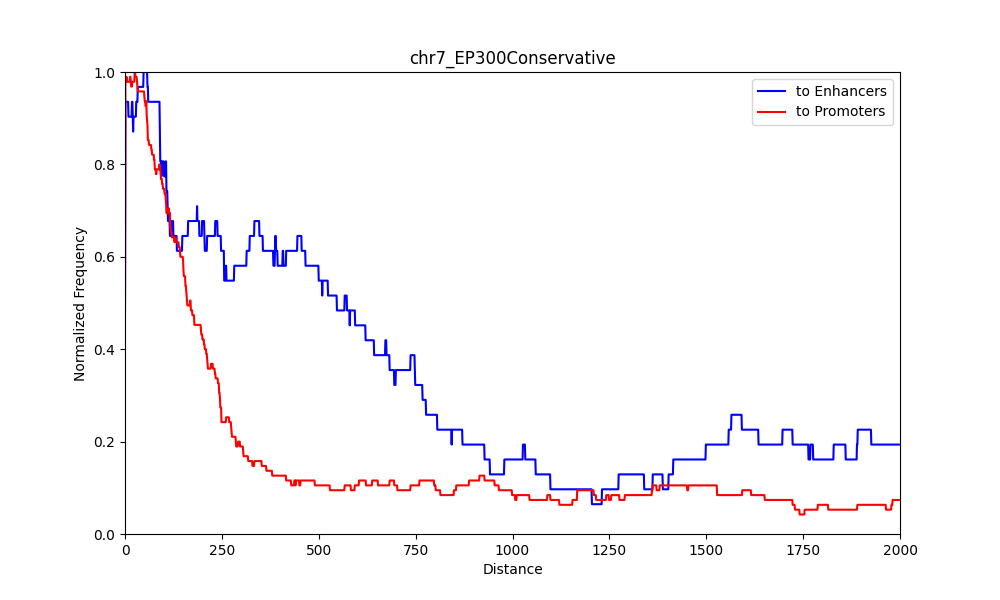 chr7_EP300Conservative
to Enhancers
to Promoters
Normalized Frequency
1.0
0.8
0.6
0.4
0.2
0.0
0 250 500 750 1000 1250 1500 1750 2000
Distance